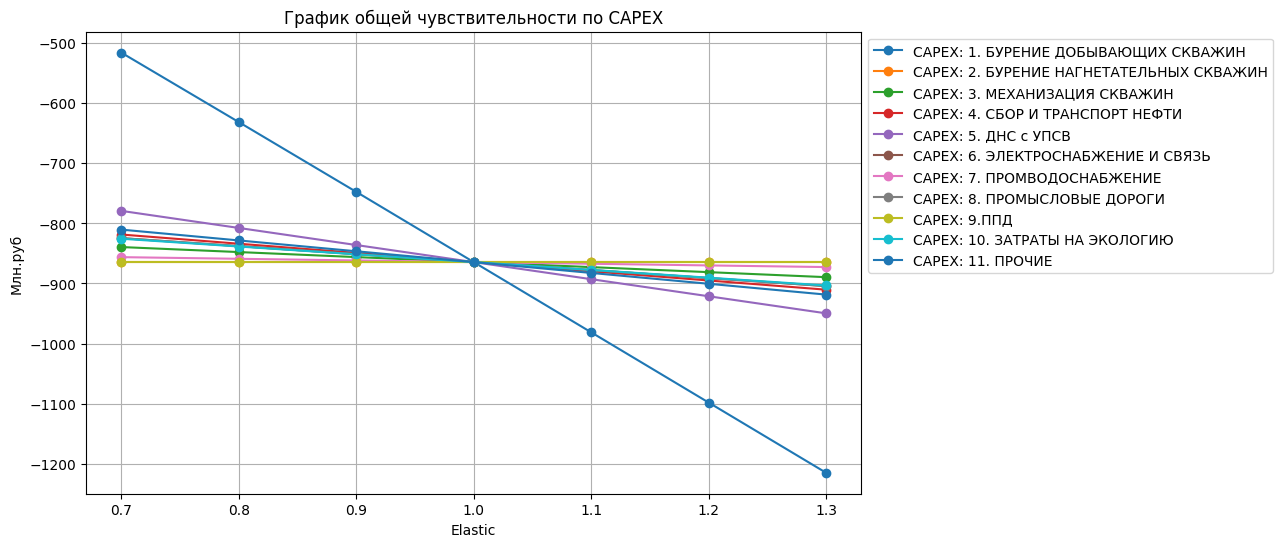 График общей чувствительности по CAPEX
Млн.руб
−500
−600
−700
−800
−900
−1000
−1100
−1200
0.7 0.8 0.9 1.0 1.1 1.2 1.3
Elastic
CAPEX: 1. БУРЕНИЕ ДОБЫВАЮЩИХ СКВАЖИН
CAPEX: 2. БУРЕНИЕ НАГНЕТАТЕЛЬНЫХ СКВАЖИН
CAPEX: 3. МЕХАНИЗАЦИЯ СКВАЖИН
CAPEX: 4. СБОР И ТРАНСПОРТ НЕФТИ
CAPEX: 5. ДНС с УПСВ
CAPEX: 6. ЭЛЕКТРОСНАБЖЕНИЕ И СВЯЗЬ
CAPEX: 7. ПРОМВОДОСНАБЖЕНИЕ
CAPEX: 8. ПРОМЫСЛОВЫЕ ДОРОГИ
CAPEX: 9.ППД
CAPEX: 10. ЗАТРАТЫ НА ЭКОЛОГИЮ
CAPEX: 11. ПРОЧИЕ